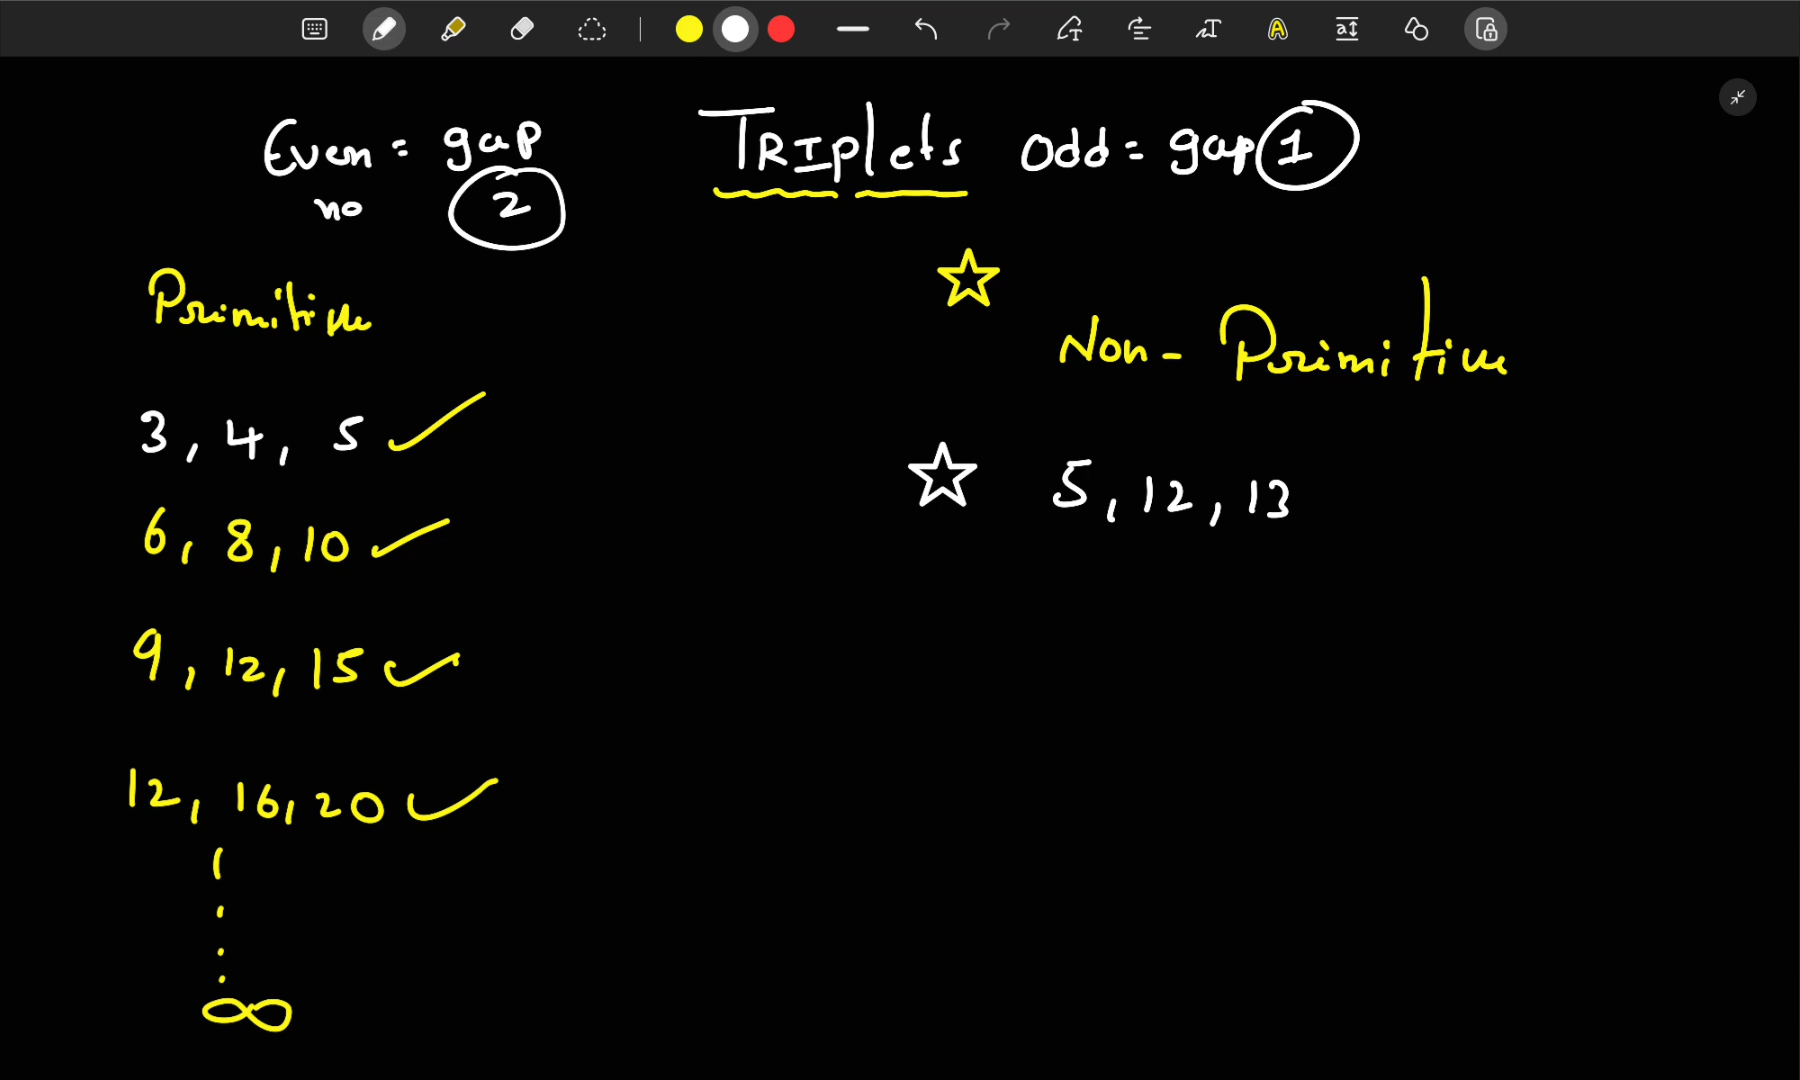 Even = gap
no 2
TRIplets
odd = gap 1
Primitive
3, 4, 5
6, 8, 10
9, 12, 15
12, 16, 20
∞
Non - Primitive
5, 12, 13